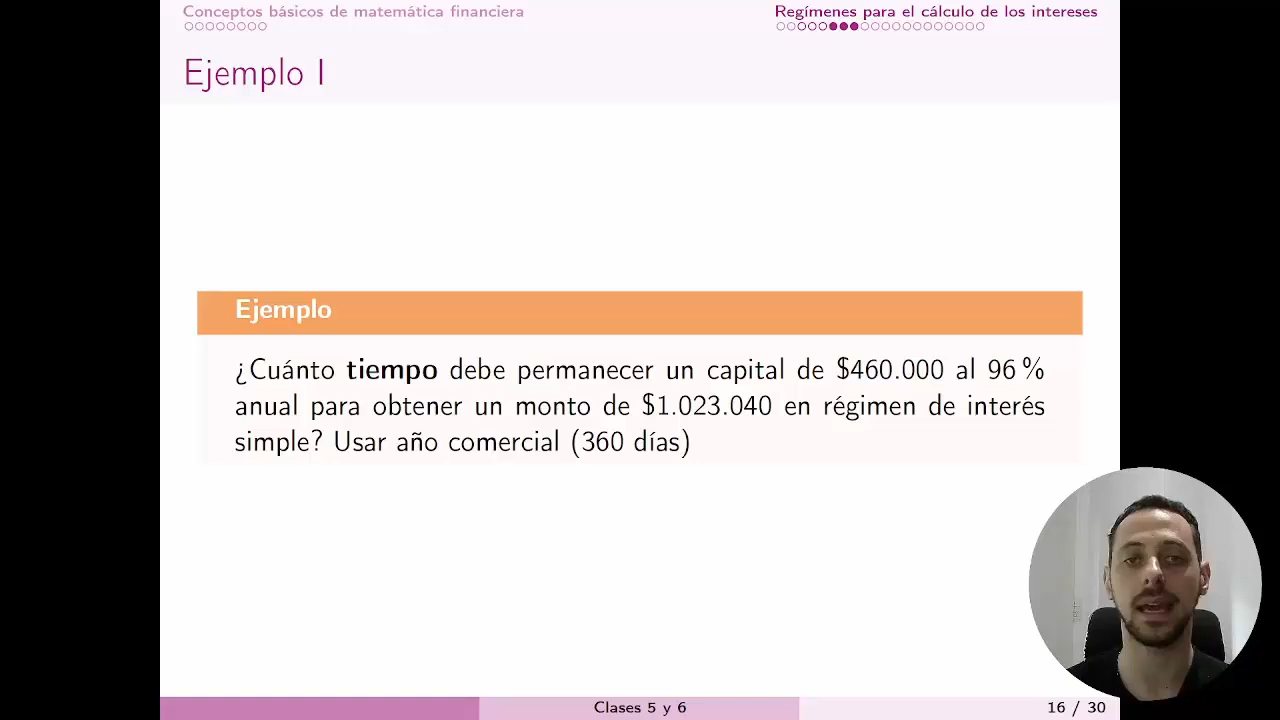 Conceptos básicos de matemática financiera
Regímenes para el cálculo de los intereses
Ejemplo I
Ejemplo
¿Cuánto tiempo debe permanecer un capital de $460.000 al 96 %
anual para obtener un monto de $1.023.040 en régimen de interés
simple? Usar año comercial (360 días)
Clases 5 y 6
16 / 30